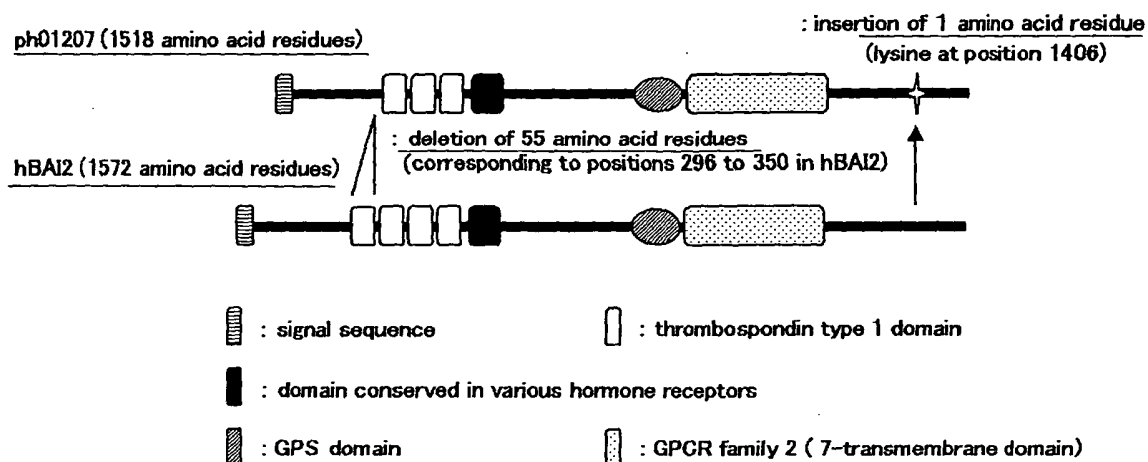 ph01207 (1518 amino acid residues)
: insertion of 1 amino acid residue
(lysine at position 1406)
: deletion of 55 amino acid residues
(corresponding to positions 296 to 350 in hBAI2)
hBAI2 (1572 amino acid residues)
: signal sequence
: thrombospondin type 1 domain
: domain conserved in various hormone receptors
: GPS domain
: GPCR family 2 ( 7-transmembrane domain)